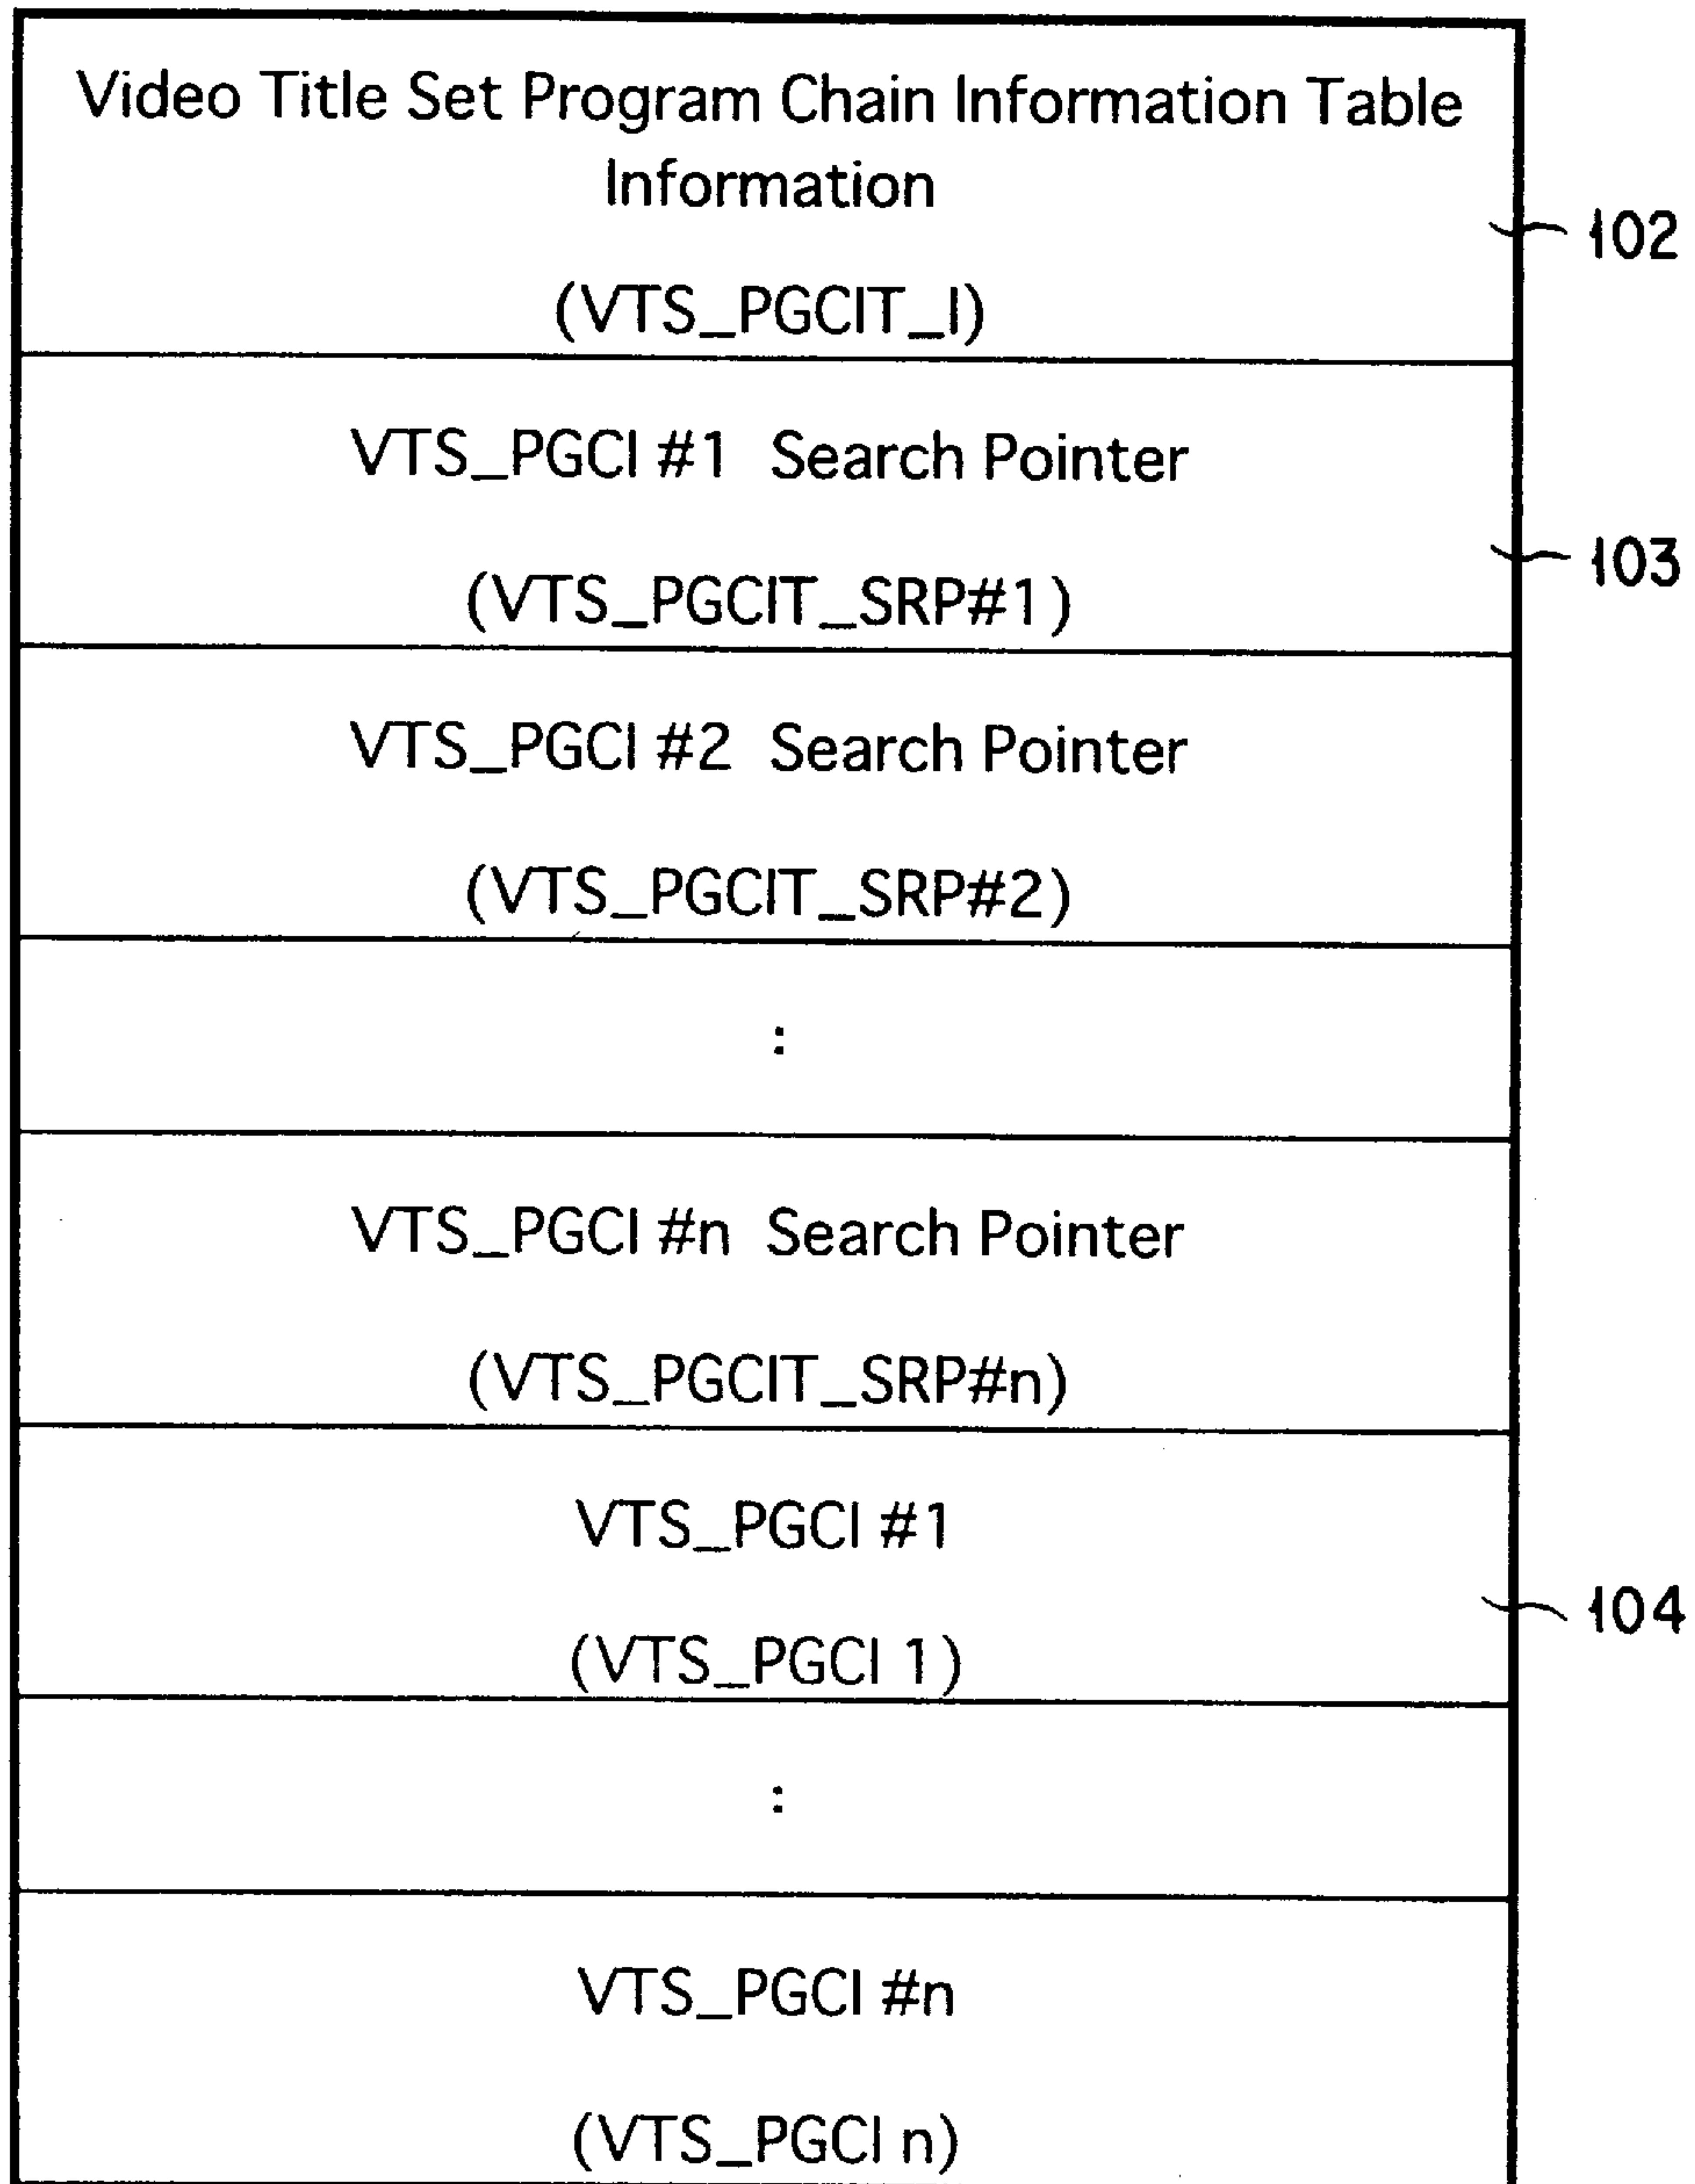 Video Title Set Program Chain Information Table
Information
102
(VTS_PGCIT_I)
VTS_PGCI #1 Search Pointer
103
(VTS_PGCIT_SRP#1)
VTS_PGCI #2 Search Pointer
(VTS_PGCIT_SRP#2)
:
VTS_PGCI #n Search Pointer
(VTS_PGCIT_SRP#n)
VTS_PGCI #1
104
(VTS_PGCI 1)
:
VTS_PGCI #n
(VTS_PGCI n)